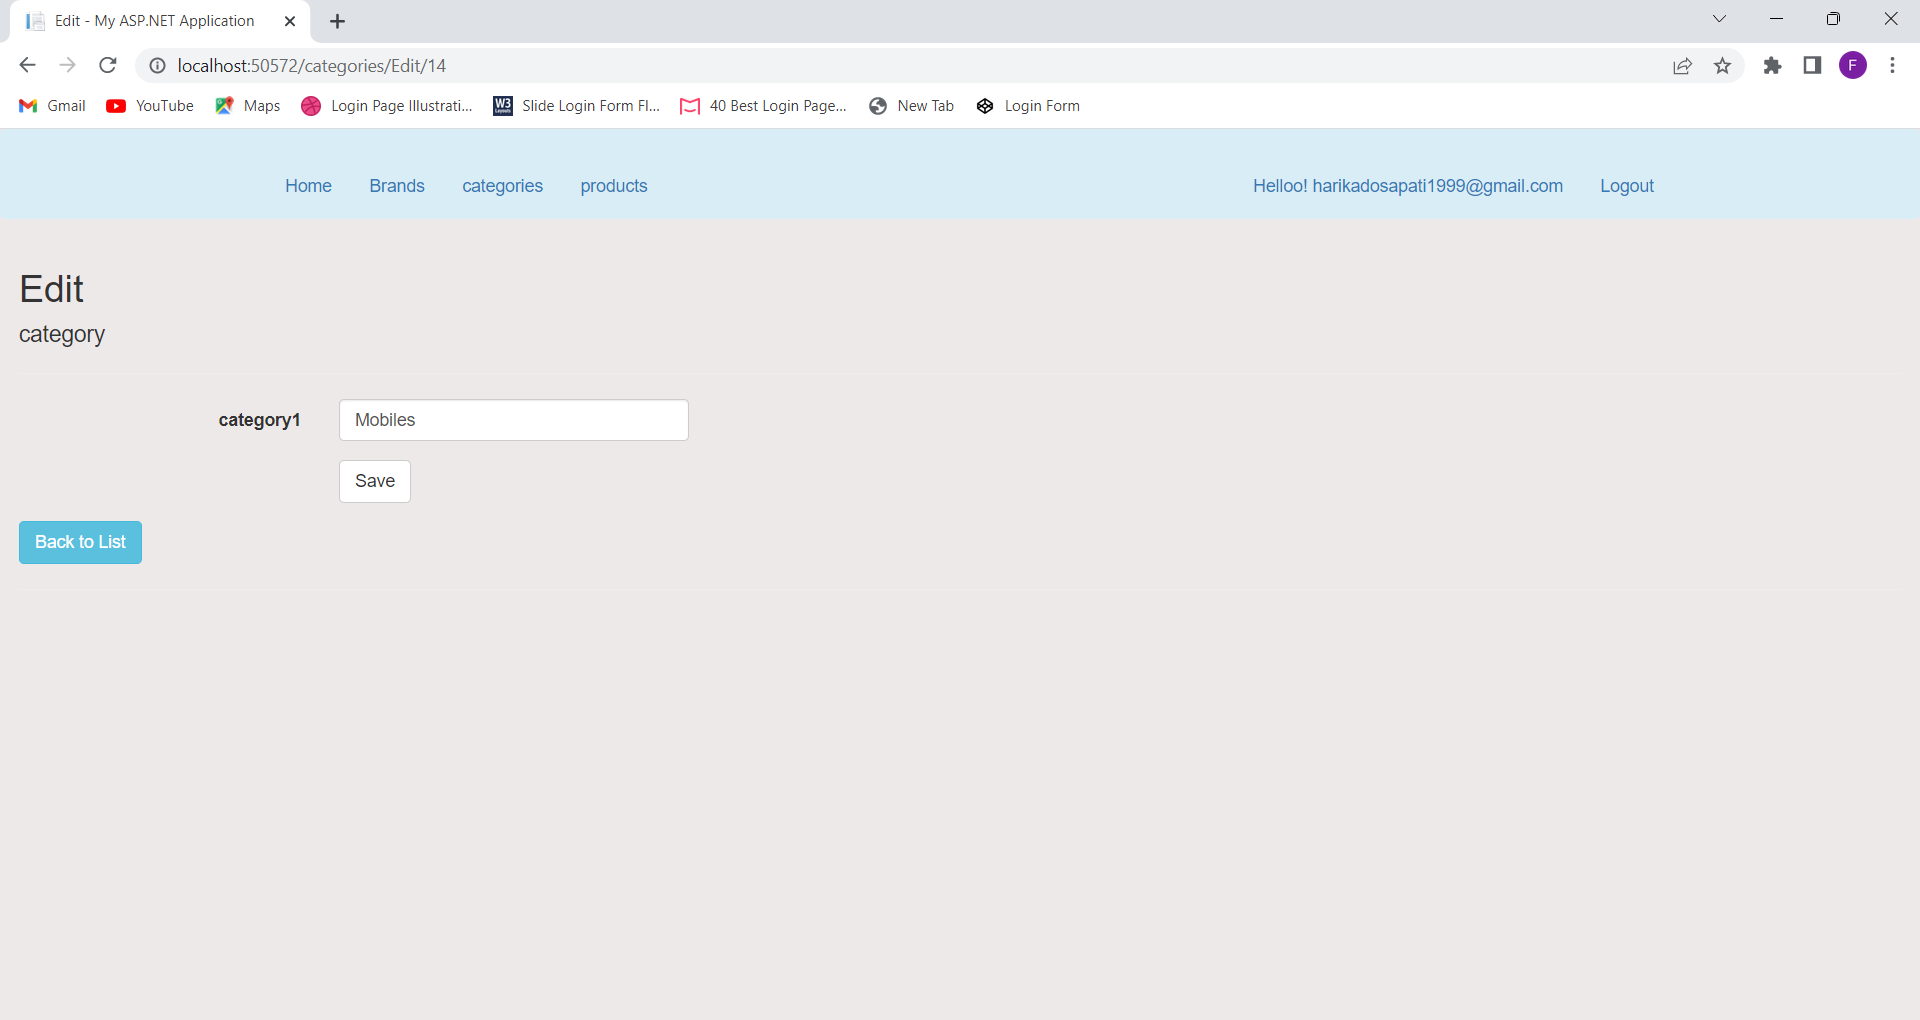 Edit - My ASP.NET Application
localhost:50572/categories/Edit/14
F
Gmail YouTube Maps Login Page Illustrati... W3 Layouts Slide Login Form Fl... 40 Best Login Page... New Tab Login Form
Home Brands categories products Helloo! harikadosapati1999@gmail.com Logout
Edit
category
category1 Mobiles
Save
Back to List